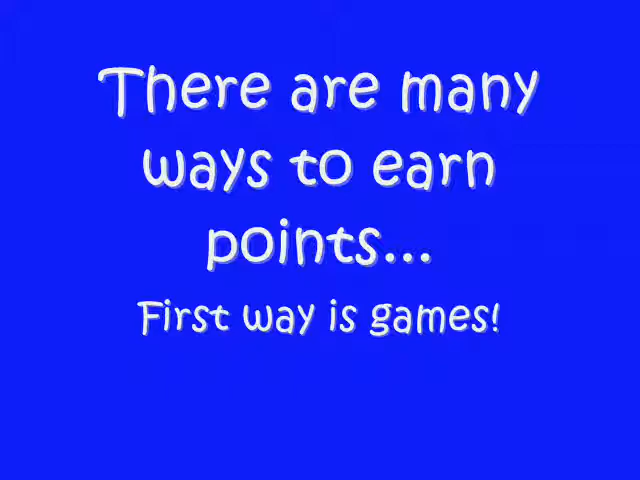 There are many
ways to earn
points...
First way is games!